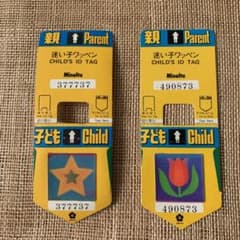 親 Parent
迷い子ワッペン
CHILD'S ID TAG
Minolta
377737
子ども Child
377737
親 Parent
迷い子ワッペン
CHILD'S ID TAG
Minolta
490873
子ども Child
490873